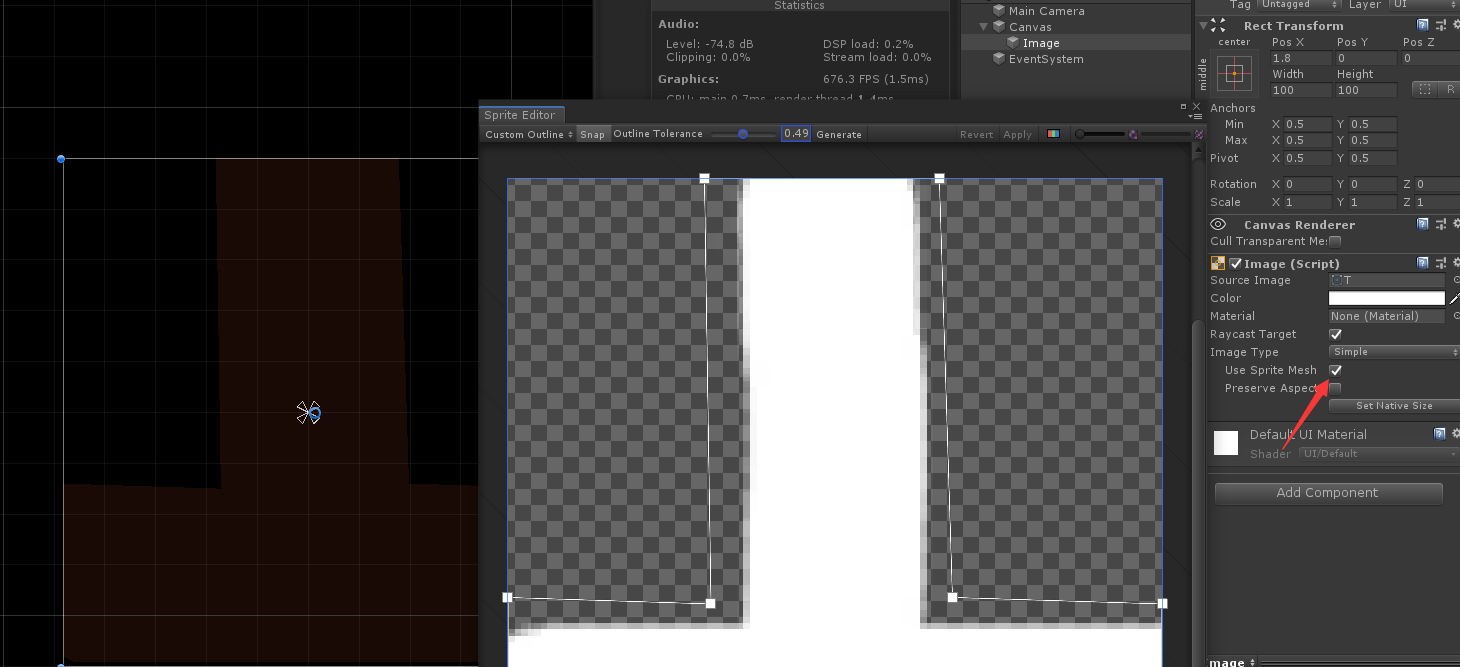 Statistics
Audio:
Level: -74.8 dB DSP load: 0.2%
Clipping: 0.0% Stream load: 0.0%
Graphics: 676.3 FPS (1.5ms)
CPU: main 0.7ms render thread 1.4ms
Main Camera
Canvas
Image
EventSystem
Sprite Editor
Custom Outline Snap Outline Tolerance 0.49 Generate Revert Apply
Tag Untagged Layer UI
Rect Transform
center Pos X Pos Y Pos Z
middle 1.8 0 0
Width Height
100 100 R
Anchors
Min X 0.5 Y 0.5
Max X 0.5 Y 0.5
Pivot X 0.5 Y 0.5
Rotation X 0 Y 0 Z 0
Scale X 1 Y 1 Z 1
Canvas Renderer
Cull Transparent Me:
Image (Script)
Source Image T
Color
Material None (Material)
Raycast Target
Image Type Simple
Use Sprite Mesh
Preserve Aspec
Set Native Size
Default UI Material
Shader UI/Default
Add Component
mage